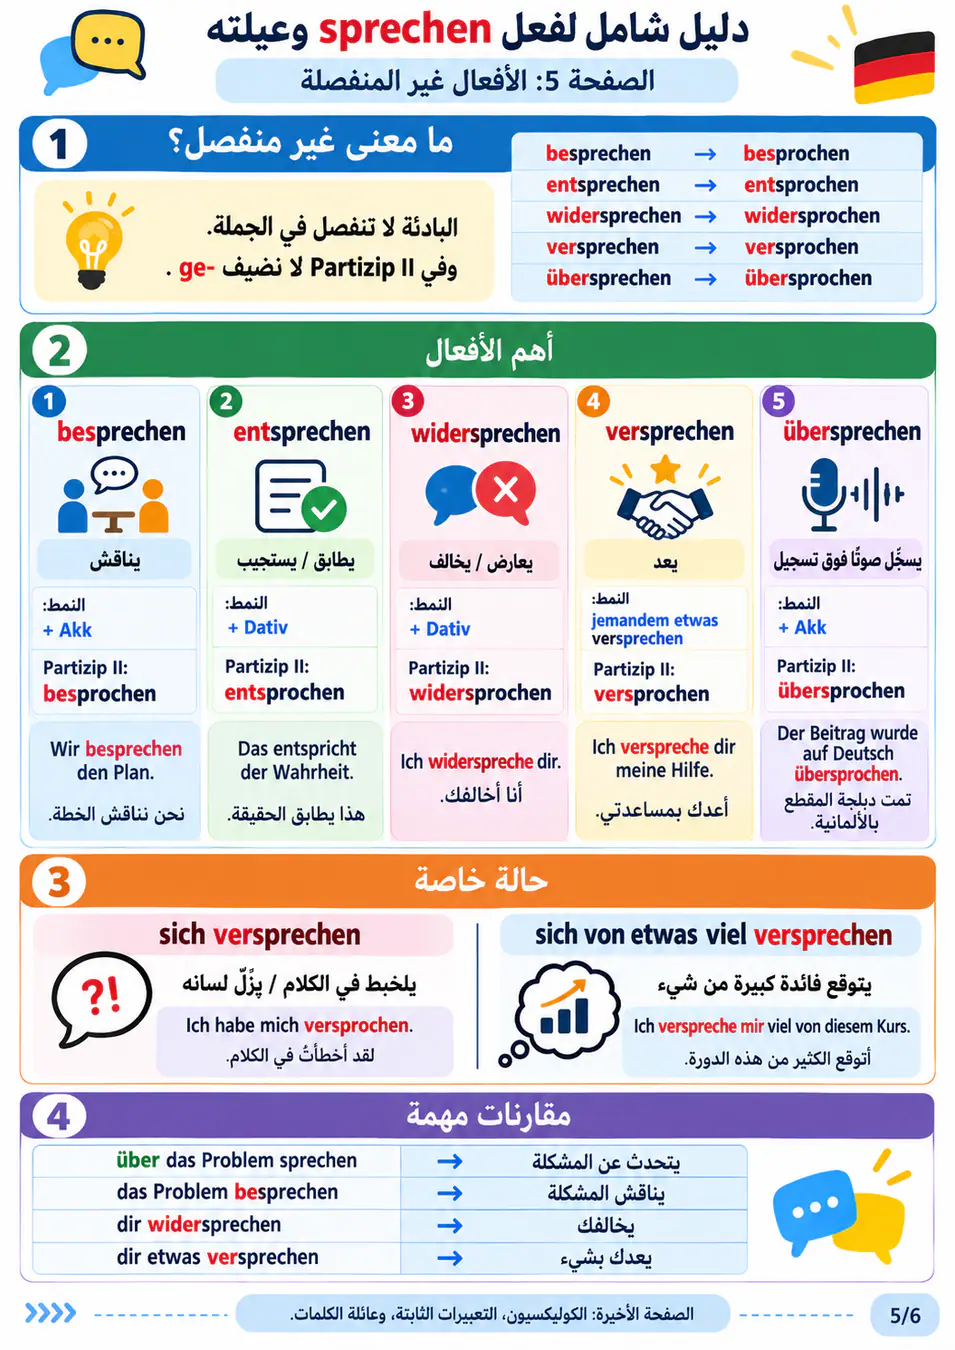 دليل شامل لفعل sprechen وعيلته
الصفحة 5: الأفعال غير المنفصلة
1
ما معنى غير منفصل؟
البادئة لا تنفصل في الجملة.
وفي Partizip II لا نضيف ge- .
besprechen → besprochen
entsprechen → entsprochen
widersprechen → widersprochen
versprechen → versprochen
übersprechen → übersprochen
2
أهم الأفعال
1
besprechen
يناقش
النمط:
+ Akk
Partizip II:
besprochen
Wir besprechen
den Plan.
نحن نناقش الخطة.
2
entsprechen
يطابق / يستجيب
النمط:
+ Dativ
Partizip II:
entsprochen
Das entspricht
der Wahrheit.
هذا يطابق الحقيقة.
3
widersprechen
يعارض / يخالف
النمط:
+ Dativ
Partizip II:
widersprochen
Ich widerspreche dir.
أنا أخالفك.
4
versprechen
يعد
النمط:
jemandem etwas
versprechen
Partizip II:
versprochen
Ich verspreche dir
meine Hilfe.
أعدك بمساعدتي.
5
übersprechen
يسجِّل صوتًا فوق تسجيل
النمط:
+ Akk
Partizip II:
übersprochen
Der Beitrag wurde
auf Deutsch
übersprochen.
تمت دبلجة المقطع
بالألمانية.
3
حالة خاصة
sich versprechen
?!
يلخبط في الكلام / يزِلّ لسانه
Ich habe mich versprochen.
لقد أخطأتُ في الكلام.
sich von etwas viel versprechen
يتوقع فائدة كبيرة من شيء
Ich verspreche mir viel von diesem Kurs.
أتوقع الكثير من هذه الدورة.
4
مقارنات مهمة
über das Problem sprechen → يتحدث عن المشكلة
das Problem besprechen → يناقش المشكلة
dir widersprechen → يخالفك
dir etwas versprechen → يعدك بشيء
الصفحة الأخيرة: الكوليكسيون، التعبيرات الثابتة، وعائلة الكلمات.
5/6